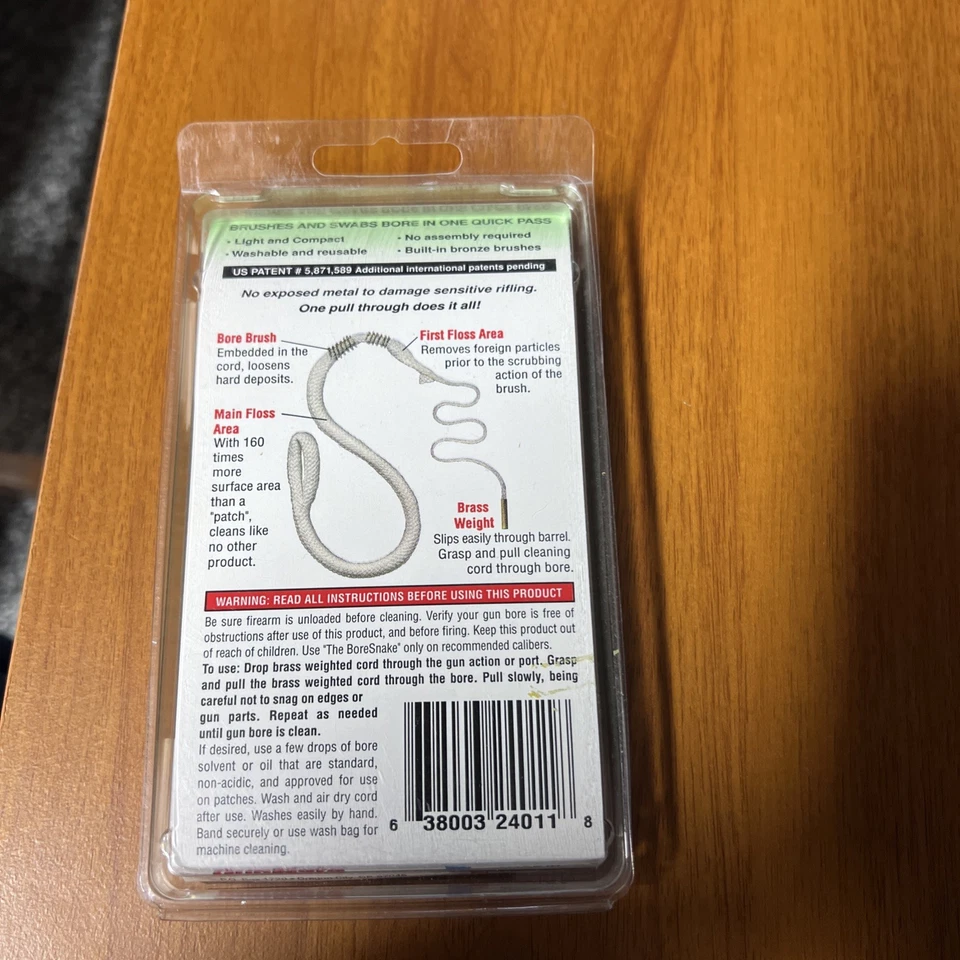 BRUSHES AND SWABS BORE IN ONE QUICK PASS
• Light and Compact
• No assembly required
• Washable and reusable
• Built-in bronze brushes
US PATENT # 5,871,589 Additional international patents pending
No exposed metal to damage sensitive rifling.
One pull through does it all!
Bore Brush
Embedded in the
cord, loosens
hard deposits.
First Floss Area
Removes foreign particles
prior to the scrubbing
action of the
brush.
Main Floss
Area
With 160
times
more
surface area
than a
"patch",
cleans like
no other
product.
Brass
Weight
Slips easily through barrel.
Grasp and pull cleaning
cord through bore.
WARNING: READ ALL INSTRUCTIONS BEFORE USING THIS PRODUCT
Be sure firearm is unloaded before cleaning. Verify your gun bore is free of
obstructions after use of this product, and before firing. Keep this product out
of reach of children. Use "The BoreSnake" only on recommended calibers.
To use: Drop brass weighted cord through the gun action or port. Grasp
and pull the brass weighted cord through the bore. Pull slowly, being
careful not to snag on edges or
gun parts. Repeat as needed
until gun bore is clean.
If desired, use a few drops of bore
solvent or oil that are standard,
non-acidic, and approved for use
on patches. Wash and air dry cord
after use. Washes easily by hand.
Band securely or use wash bag for
machine cleaning.
6 38003 24011 8